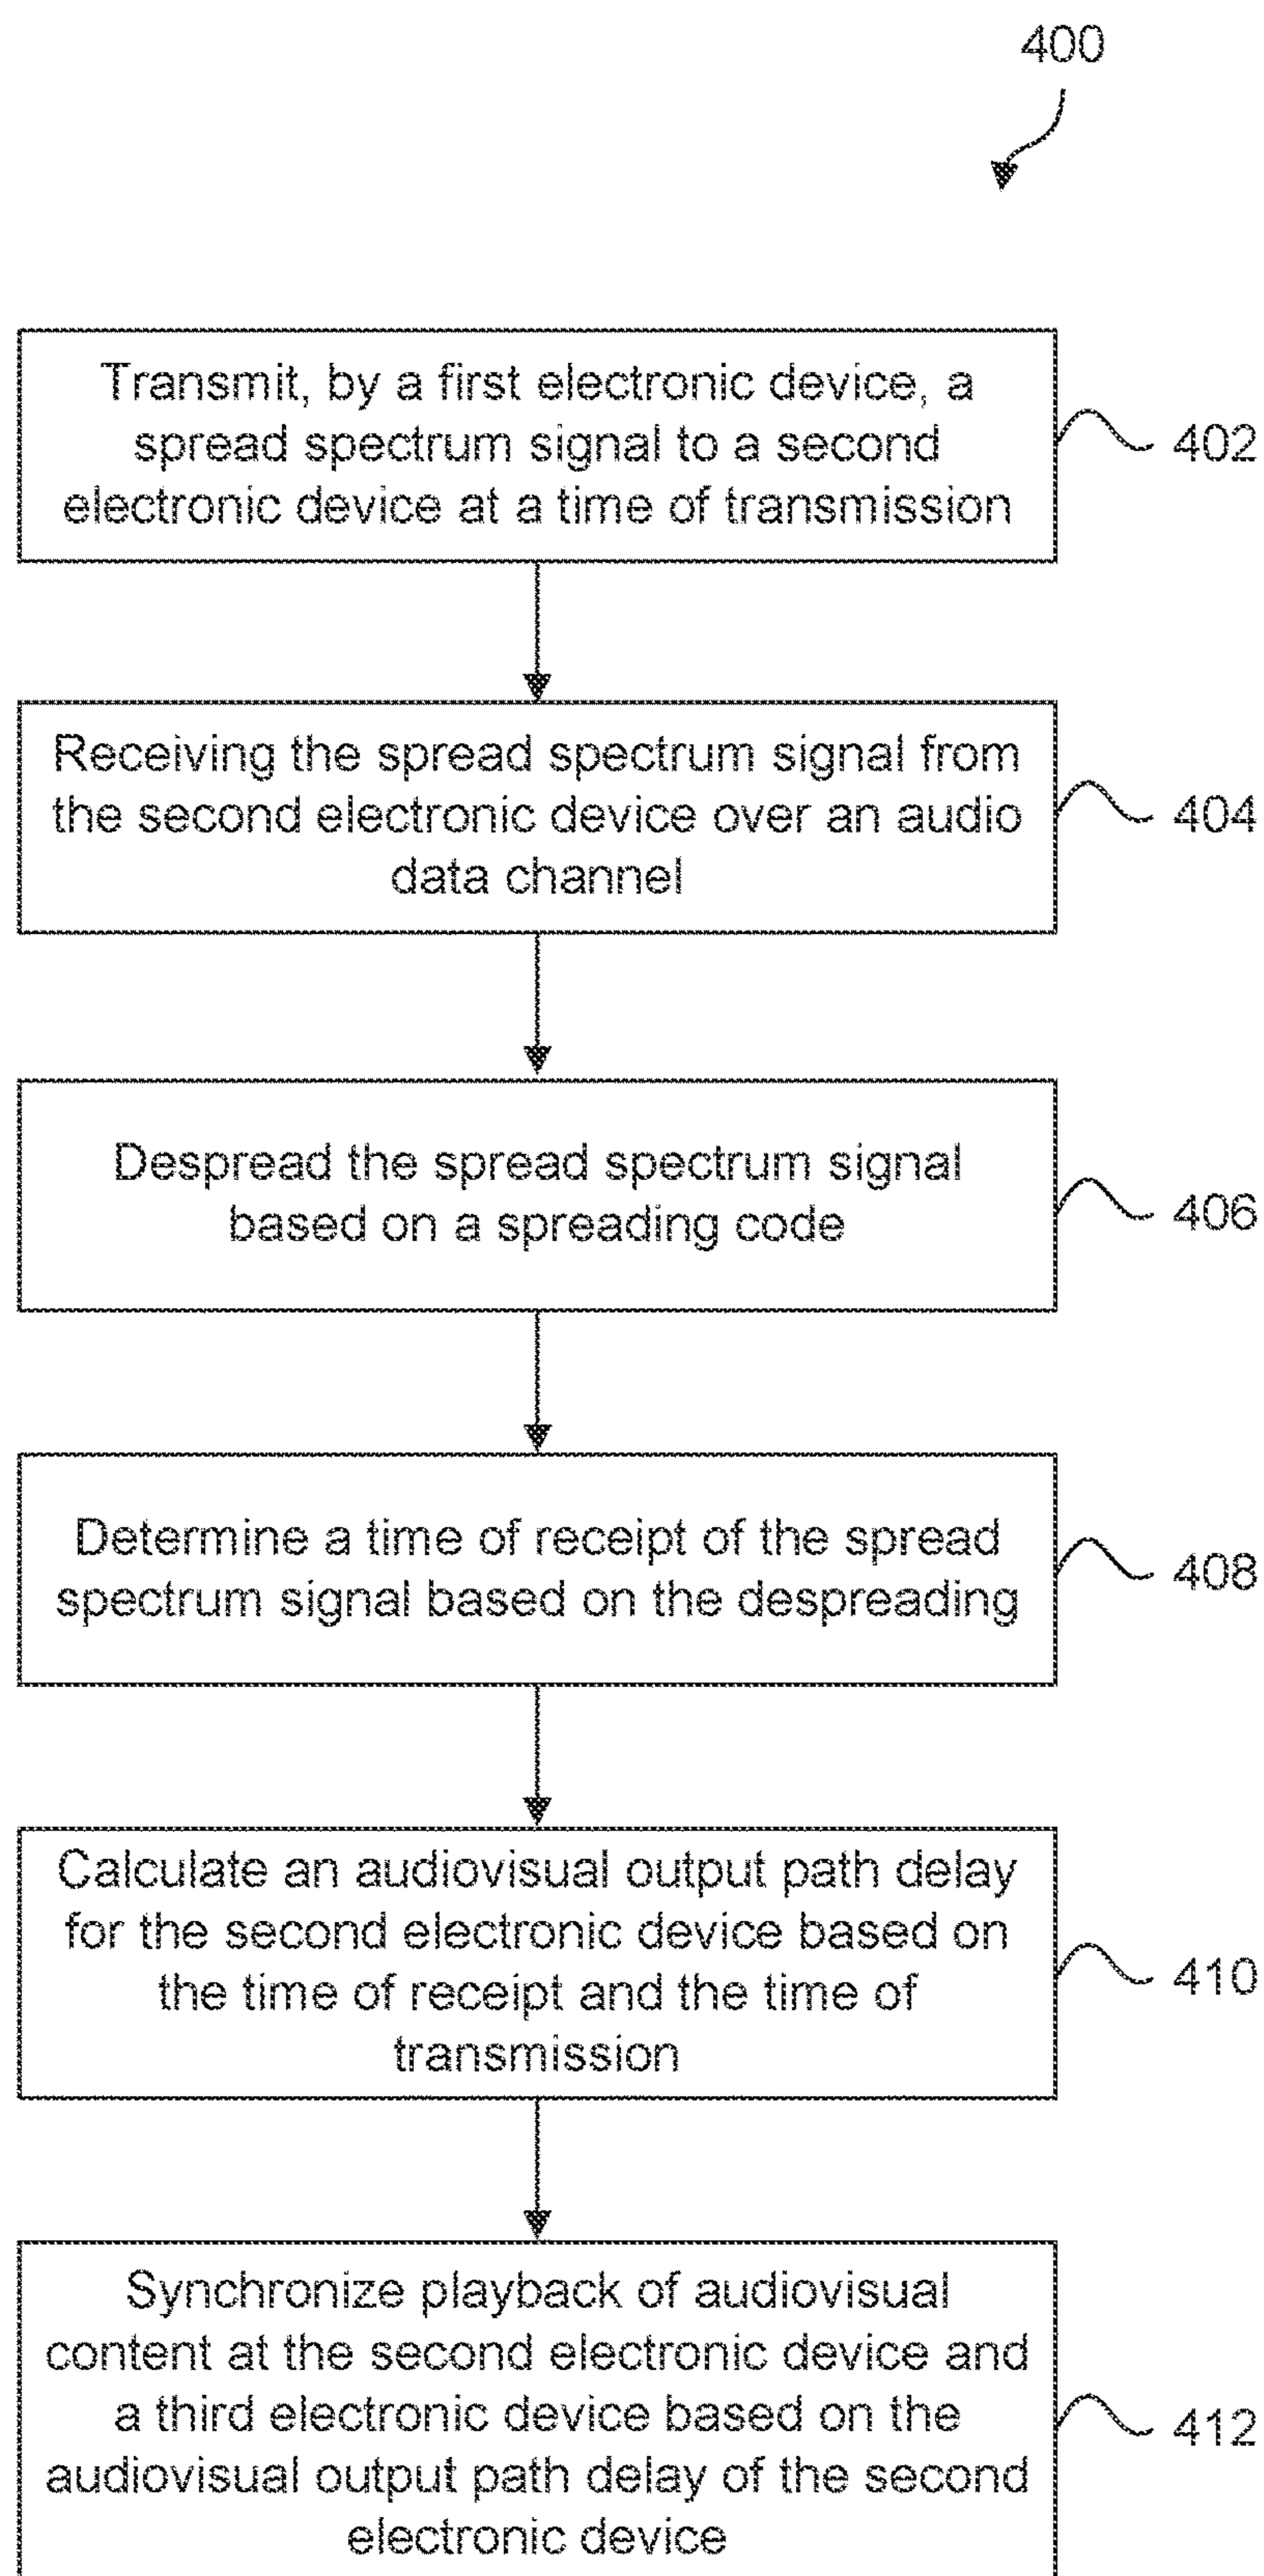 400
Transmit, by a first electronic device, a
spread spectrum signal to a second
electronic device at a time of transmission
402
Receiving the spread spectrum signal from
the second electronic device over an audio
data channel
404
Despread the spread spectrum signal
based on a spreading code
406
Determine a time of receipt of the spread
spectrum signal based on the despreading
408
Calculate an audiovisual output path delay
for the second electronic device based on
the time of receipt and the time of
transmission
410
Synchronize playback of audiovisual
content at the second electronic device and
a third electronic device based on the
audiovisual output path delay of the second
electronic device
412